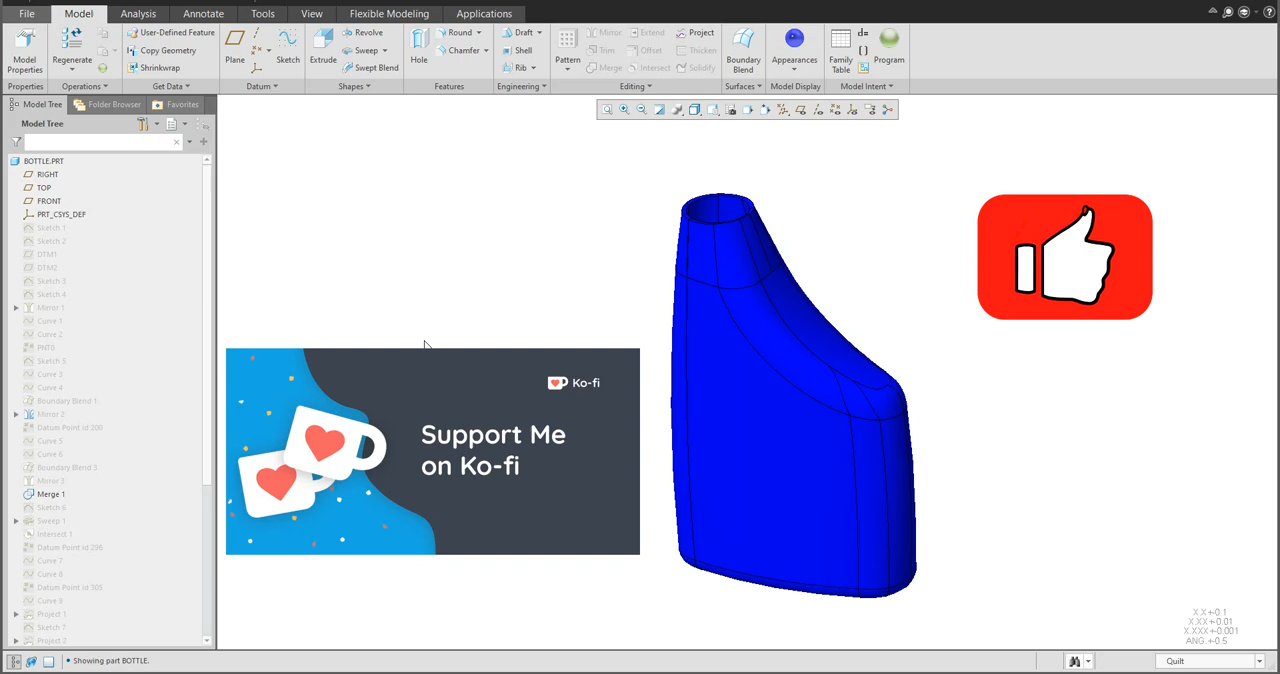 File Model Analysis Annotate Tools View Flexible Modeling Applications
Model Properties
Regenerate
User-Defined Feature
Copy Geometry
Shrinkwrap
Plane
Sketch
Extrude
Revolve
Sweep
Swept Blend
Hole
Round
Chamfer
Draft
Shell
Rib
Pattern
Mirror Extend Project
Trim Offset Thicken
Merge Intersect Solidify
Boundary Blend
Appearances
Family Table
d=
Program
Properties Operations Get Data Datum Shapes Features Engineering Editing Surfaces Model Display Model Intent
Model Tree Folder Browser Favorites
Model Tree
BOTTLE.PRT
RIGHT
TOP
FRONT
PRT_CSYS_DEF
Sketch 1
Sketch 2
DTM1
DTM2
Sketch 3
Sketch 4
Mirror 1
Curve 1
Curve 2
PNT0
Sketch 5
Curve 3
Curve 4
Boundary Blend 1
Mirror 2
Datum Point id 200
Curve 5
Curve 6
Boundary Blend 3
Mirror 3
Merge 1
Sketch 6
Sweep 1
Intersect 1
Datum Point id 296
Curve 7
Curve 8
Datum Point id 305
Curve 9
Project 1
Sketch 7
Project 2
Ko-fi
Support Me
on Ko-fi
X.X+-0.1
X.XX+-0.01
X.XXX+-0.001
ANG.+-0.5
• Showing part BOTTLE.
Quilt